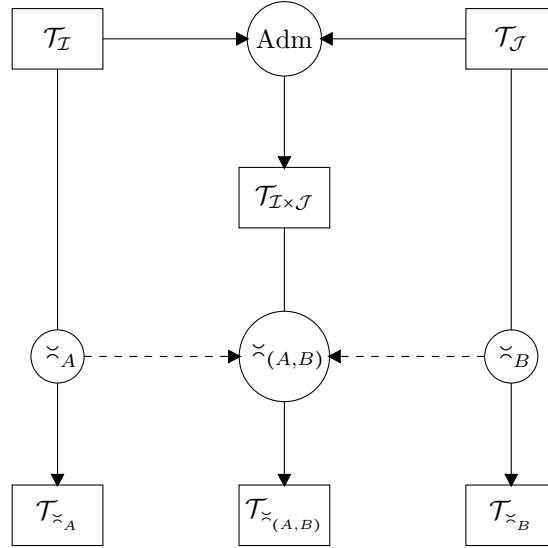 𝒯_ℐ Adm 𝒯_𝒥
𝒯_{ℐ×𝒥}
≍_A ≍_{(A,B)} ≍_B
𝒯_{≍_A} 𝒯_{≍_{(A,B)}} 𝒯_{≍_B}